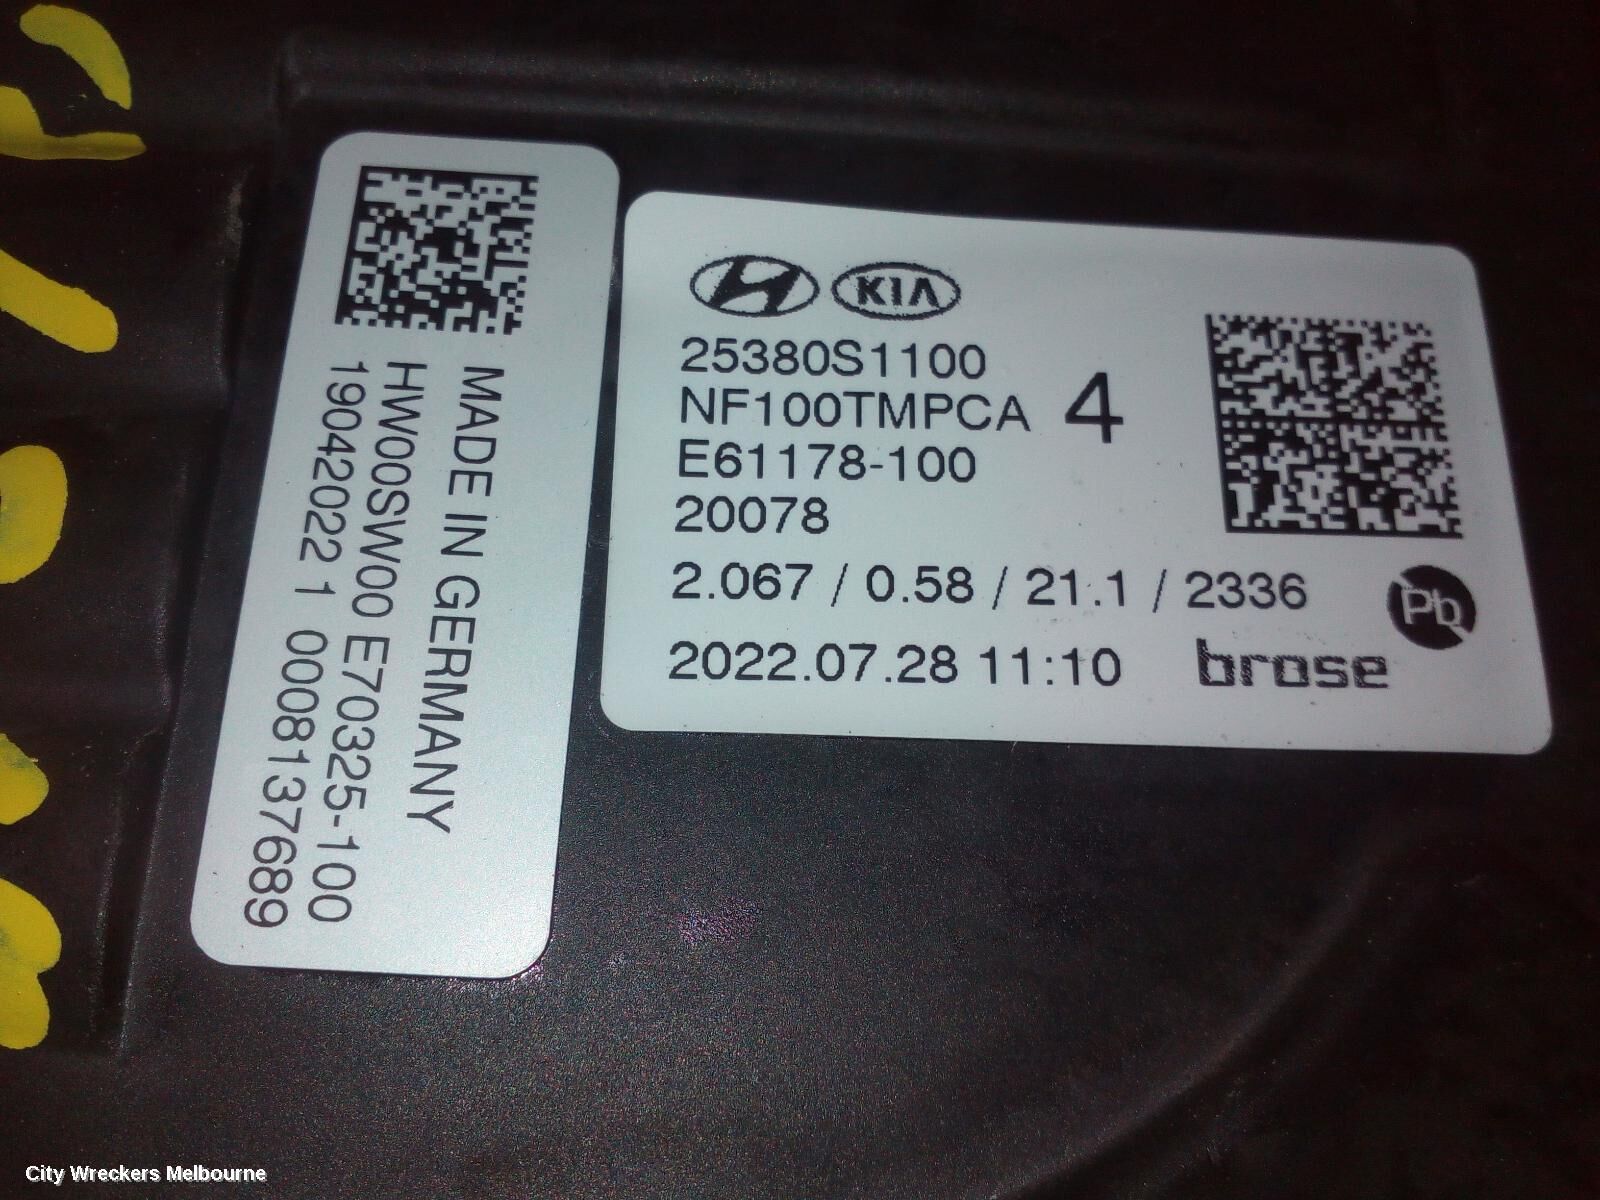 MADE IN GERMANY
HW00SW00 E70325-100
19042022 1 0008137689
KIA
25380S1100
NF100TMPCA 4
E61178-100
20078
2.067 / 0.58 / 21.1 / 2336
Pb
2022.07.28 11:10
brose
City Wreckers Melbourne